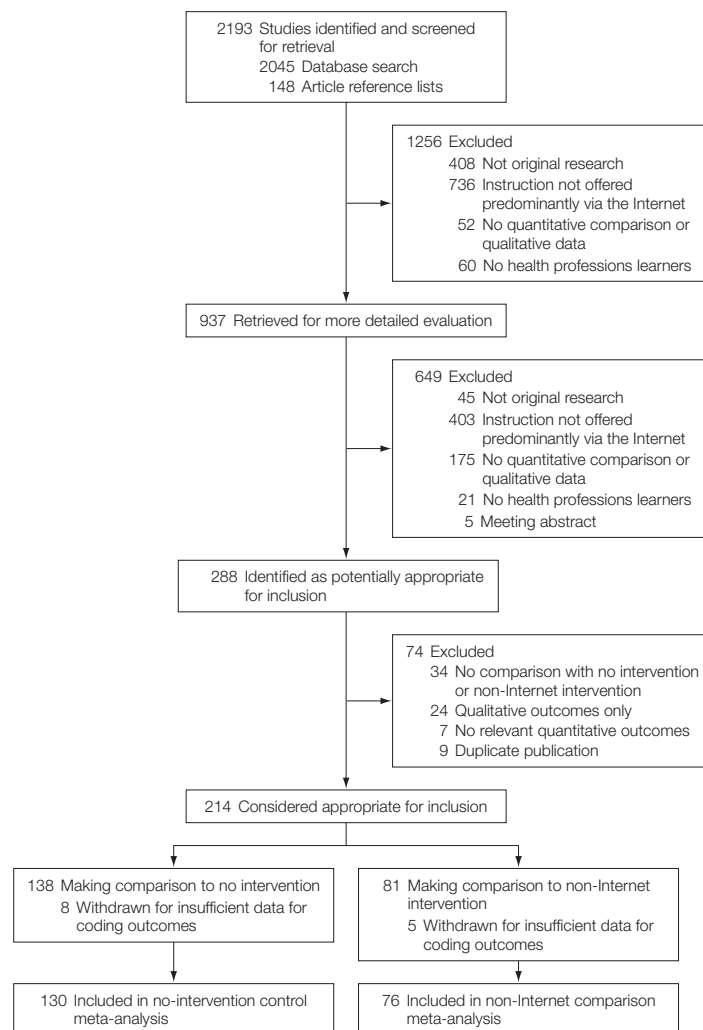 2193 Studies identified and screened
for retrieval
2045 Database search
148 Article reference lists
1256 Excluded
408 Not original research
736 Instruction not offered
predominantly via the Internet
52 No quantitative comparison or
qualitative data
60 No health professions learners
937 Retrieved for more detailed evaluation
649 Excluded
45 Not original research
403 Instruction not offered
predominantly via the Internet
175 No quantitative comparison or
qualitative data
21 No health professions learners
5 Meeting abstract
288 Identified as potentially appropriate
for inclusion
74 Excluded
34 No comparison with no intervention
or non-Internet intervention
24 Qualitative outcomes only
7 No relevant quantitative outcomes
9 Duplicate publication
214 Considered appropriate for inclusion
138 Making comparison to no intervention
8 Withdrawn for insufficient data for
coding outcomes
81 Making comparison to non-Internet
intervention
5 Withdrawn for insufficient data for
coding outcomes
130 Included in no-intervention control
meta-analysis
76 Included in non-Internet comparison
meta-analysis